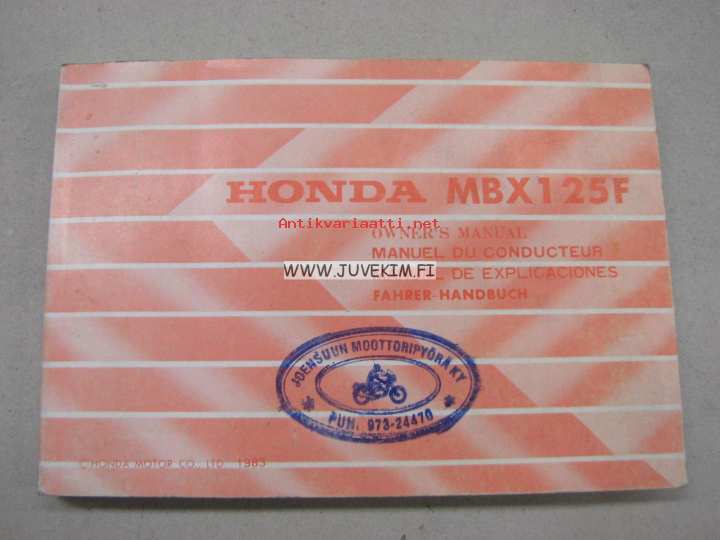 HONDA MBX125F
Antikvariaatti.net
OWNER'S MANUAL
MANUEL DU CONDUCTEUR
WWW.JUVEKIM.FI
DE EXPLICACIONES
FAHRER-HANDBUCH
JOENSUUN MOOTTORIPYÖRÄ KY
PUH. 973-24470
© HONDA MOTOR CO., LTD. 1985